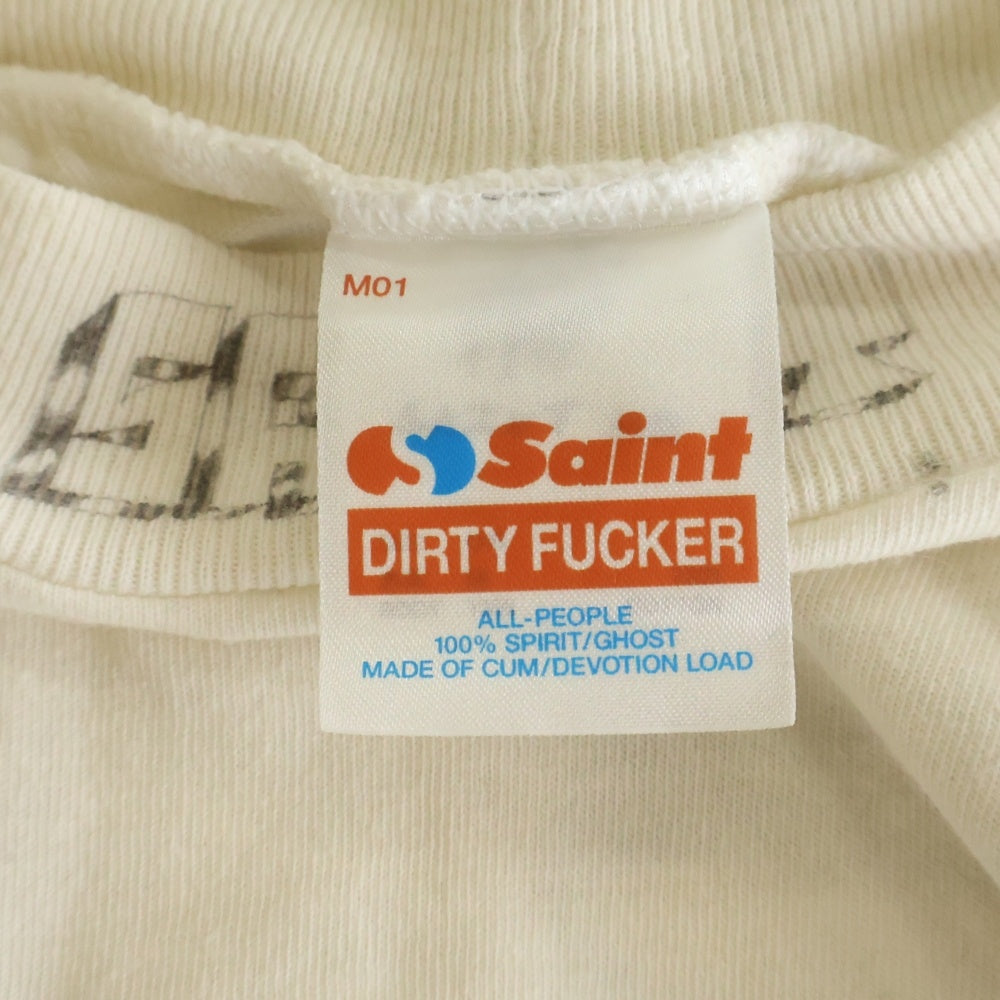 M01
Saint
DIRTY FUCKER
ALL-PEOPLE
100% SPIRIT/GHOST
MADE OF CUM/DEVOTION LOAD